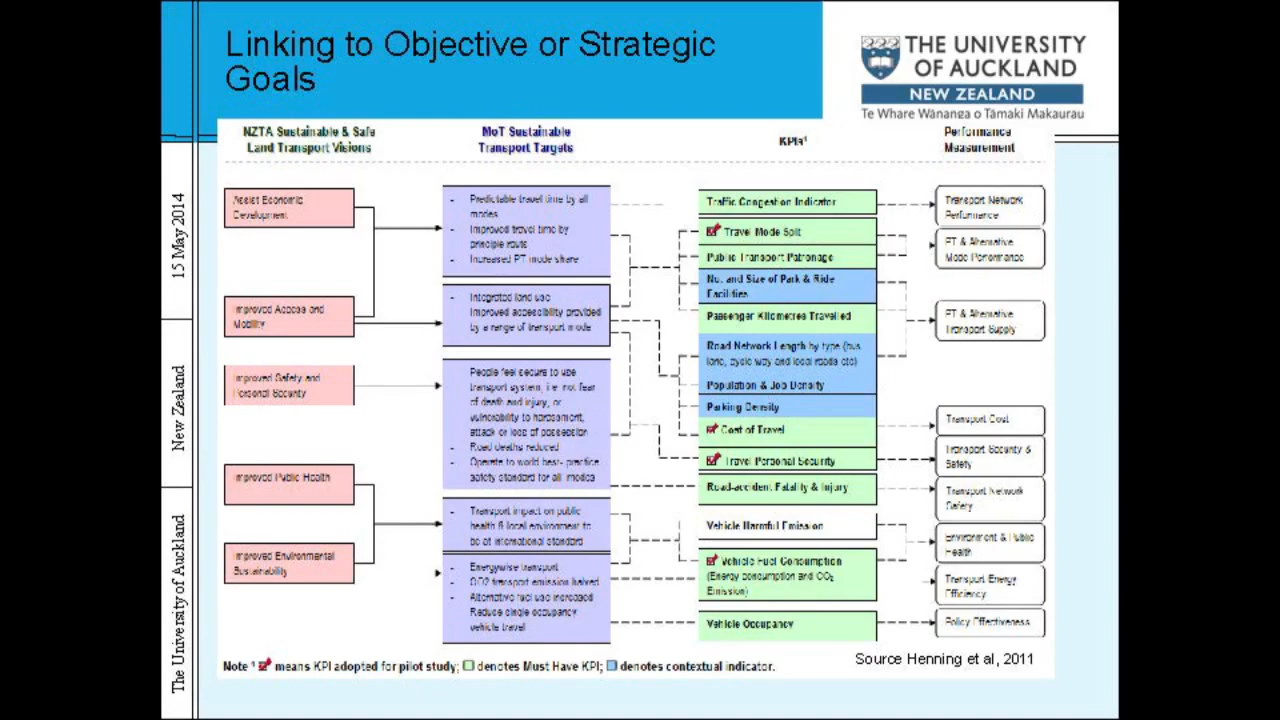 Linking to Objective or Strategic
Goals
THE UNIVERSITY
OF AUCKLAND
NEW ZEALAND
Te Whare Wānanga o Tāmaki Makaurau
15 May 2014
New Zealand
The University of Auckland
NZTA Sustainable & Safe
Land Transport Visions
MoT Sustainable
Transport Targets
KPIs¹
Performance
Measurement
Assist Economic
Development
Improved Access and
Mobility
Improved Safety and
Personal Security
Improved Public Health
Improved Environmental
Sustainability
- Predictable travel time by all
modes
- Improved travel time by
principle routs
- Increased PT mode share
- Integrated land use
Improved accessibility provided
by a range of transport mode
People feel secure to use
transport system, i.e. not fear
of death and injury, or
vulnerability to harassment,
attack or loss of possession
- Road deaths reduced
- Operate to world best- practice
safety standard for all modes
- Transport impact on public
health & local environment to
be at international standard
- Energywise transport
- CO2 transport emission halved
- Alternative fuel use increased
Reduce single occupancy
vehicle travel
Traffic Congestion Indicator
Travel Mode Split
Public Transport Patronage
No. and Size of Park & Ride
Facilities
Passenger Kilometres Travelled
Road Network Length by type (bus
lane, cycle way and local roads etc)
Population & Job Density
Parking Density
Cost of Travel
Travel Personal Security
Road-accident Fatality & Injury
Vehicle Harmful Emission
Vehicle Fuel Consumption
(Energy consumption and CO₂
Emission)
Vehicle Occupancy
Transport Network
Performance
PT & Alternative
Mode Performance
PT & Alternative
Transport Supply
Transport Cost
Transport Security &
Safety
Transport Network
Safety
Environment & Public
Health
Transport Energy
Efficiency
Policy Effectiveness
Note ¹ means KPI adopted for pilot study; denotes Must Have KPI; denotes contextual indicator.
Source Henning et al, 2011